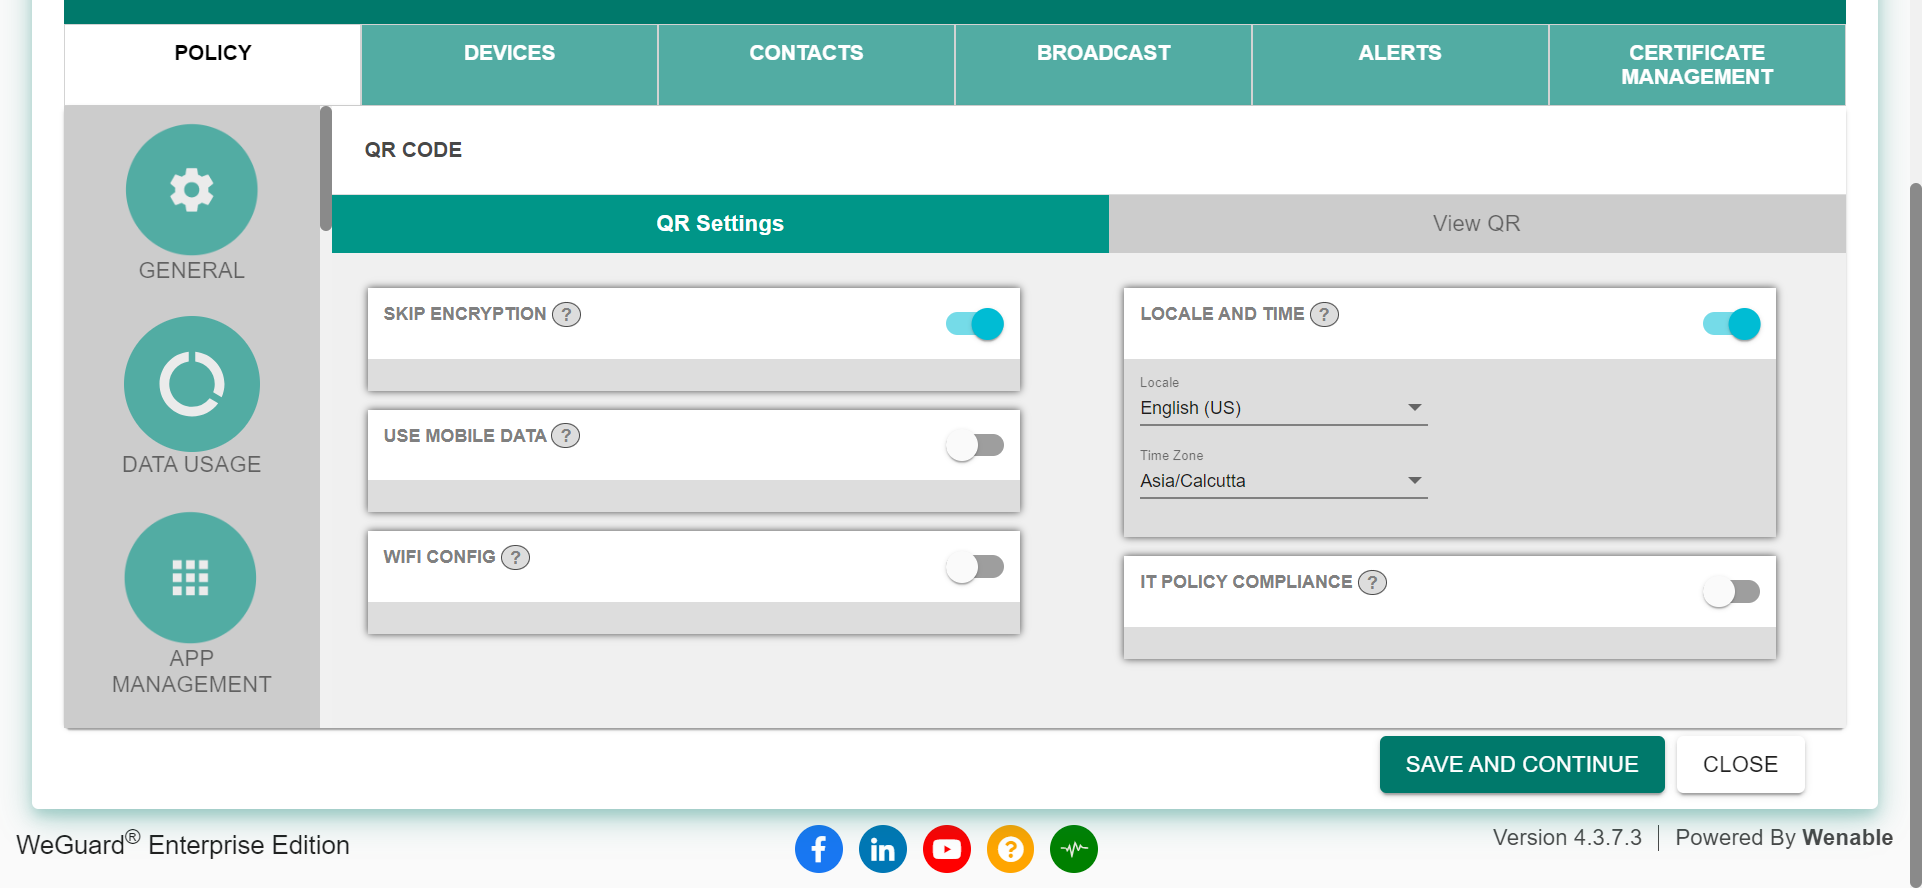 POLICY
DEVICES
CONTACTS
BROADCAST
ALERTS
CERTIFICATE
MANAGEMENT
GENERAL
DATA USAGE
APP
MANAGEMENT
QR CODE
QR Settings
View QR
SKIP ENCRYPTION ?
USE MOBILE DATA ?
WIFI CONFIG ?
LOCALE AND TIME ?
Locale
English (US)
Time Zone
Asia/Calcutta
IT POLICY COMPLIANCE ?
SAVE AND CONTINUE
CLOSE
WeGuard® Enterprise Edition
f
in
?
Version 4.3.7.3
Powered By Wenable